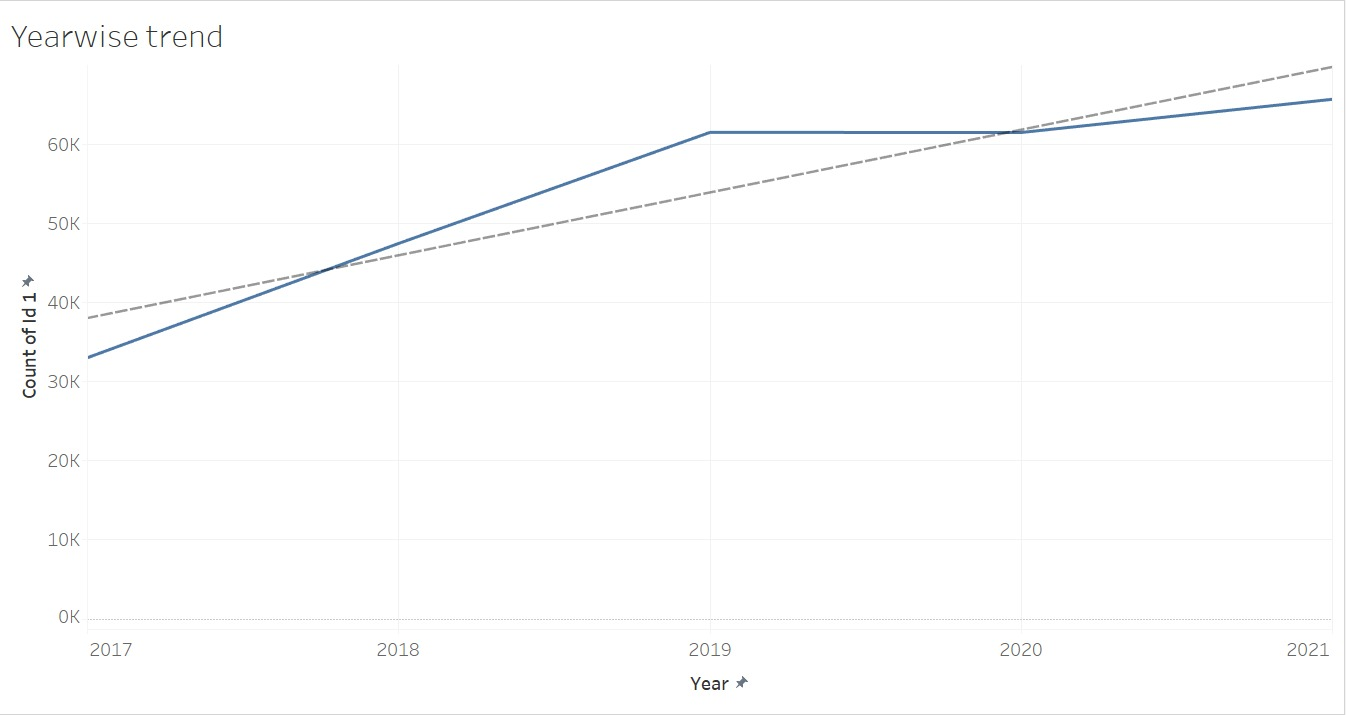 Yearwise trend
60K
50K
40K
30K
20K
10K
0K
Count of Id 1
2017 2018 2019 2020 2021
Year